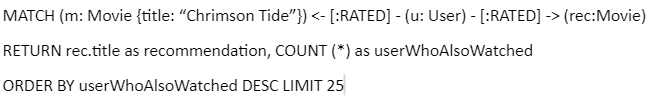 MATCH (m: Movie {title: “Chrimson Tide”}) <- [:RATED] - (u: User) - [:RATED] -> (rec:Movie)
RETURN rec.title as recommendation, COUNT (*) as userWhoAlsoWatched
ORDER BY userWhoAlsoWatched DESC LIMIT 25